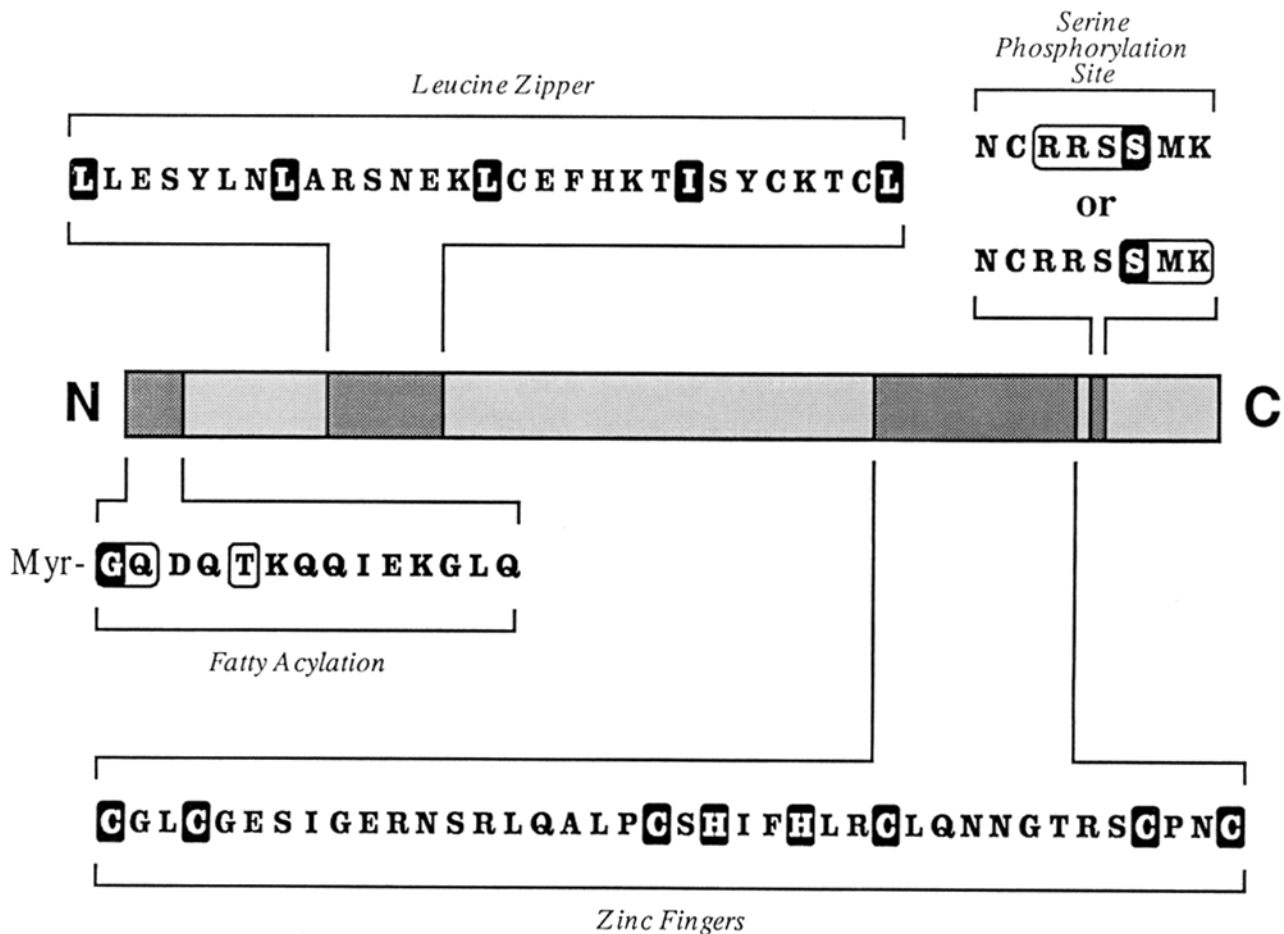 Serine
Phosphorylation
Site
Leucine Zipper
NCRRSSMK
LLESYLNLARSNEKLCEFHKTISYCKTCL
or
NCRRSSMK
N
C
Myr-GQDQTKQQIEKGLQ
Fatty Acylation
CGLCGESIGERNSRLQALPCSHIFHLRCLQNNGTRSCPNC
Zinc Fingers